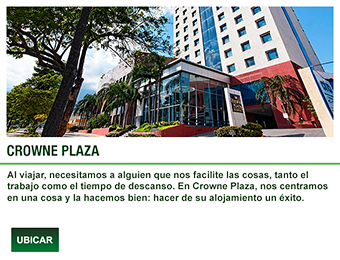 CROWNE PLAZA
Al viajar, necesitamos a alguien que nos facilite las cosas, tanto el
trabajo como el tiempo de descanso. En Crowne Plaza, nos centramos
en una cosa y la hacemos bien: hacer de su alojamiento un éxito.
UBICAR